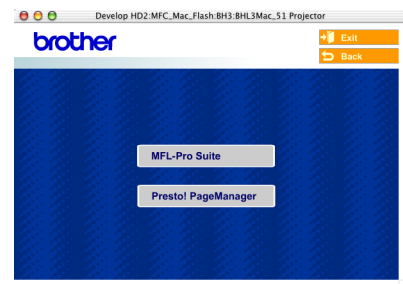 Develop HD2:MFC_Mac_Flash:BH3:BHL3Mac_51 Projector
brother
Exit
Back
MFL-Pro Suite
Presto! PageManager